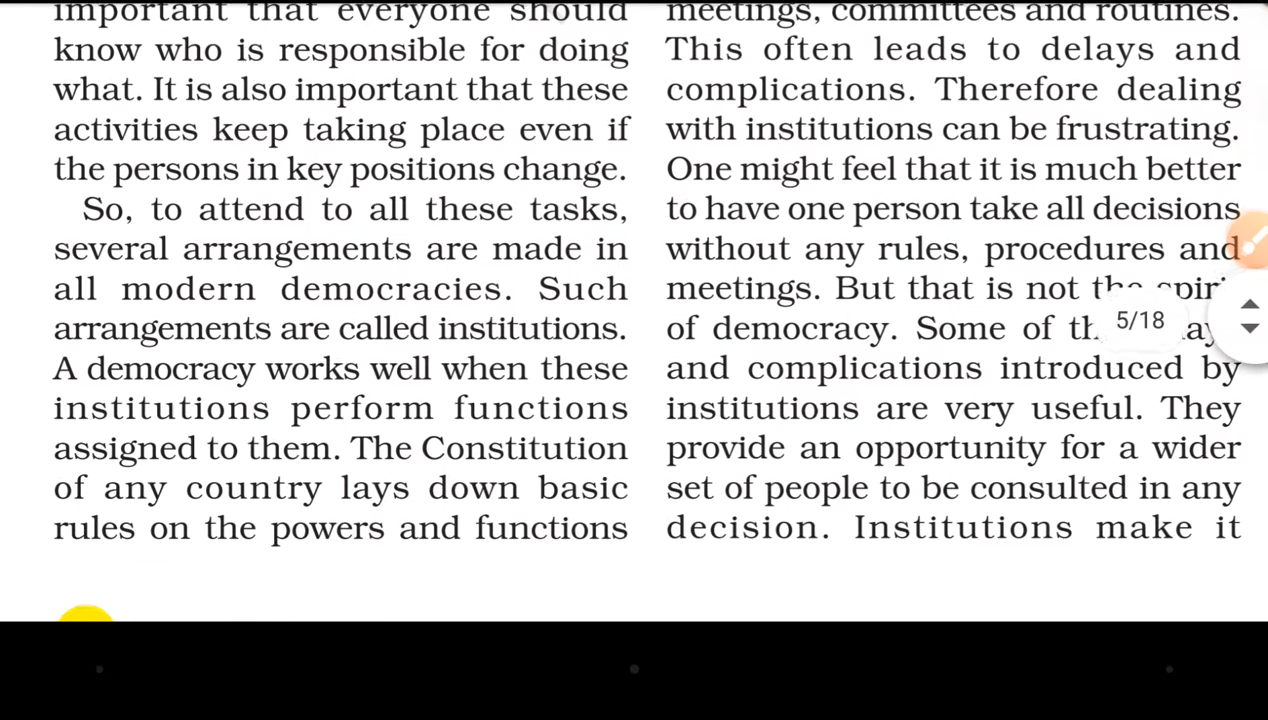 important that everyone should
know who is responsible for doing
what. It is also important that these
activities keep taking place even if
the persons in key positions change.
So, to attend to all these tasks,
several arrangements are made in
all modern democracies. Such
arrangements are called institutions.
A democracy works well when these
institutions perform functions
assigned to them. The Constitution
of any country lays down basic
rules on the powers and functions
meetings, committees and routines.
This often leads to delays and
complications. Therefore dealing
with institutions can be frustrating.
One might feel that it is much better
to have one person take all decisions
without any rules, procedures and
meetings. But that is not the
of democracy. Some of
and complications introduced by
institutions are very useful. They
provide an opportunity for a wider
set of people to be consulted in any
decision. Institutions make it
5/18